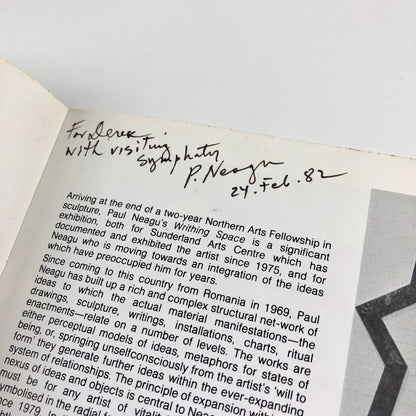 For Derek
with visiting
symphaty
P. Neagu
24. Feb. 82
Arriving at the end of a two-year Northern Arts Fellowship in
sculpture, Paul Neagu's Writhing Space is a significant
exhibition, both for Sunderland Arts Centre which has
documented and exhibited the artist since 1975, and for
Neagu who is moving towards an integration of the ideas
which have preoccupied him for years.
Since coming to this country from Romania in 1969, Paul
Neagu has built up a rich and complex structural net-work of
ideas to which the actual material manifestations—the
drawings, sculpture, writings, installations, charts, ritual
enactments—relate on a number of levels. The works are
either perceptual models of ideas, metaphors for states of
being, or, springing unselfconsciously from the artist's 'will to
form' they generate further ideas within the ever-expanding
system of relationships. The principle of expansion within
nexus of ideas and objects is central to Neag
must be for any artist of vitalit
symbolised in the radial f
since 1979. In